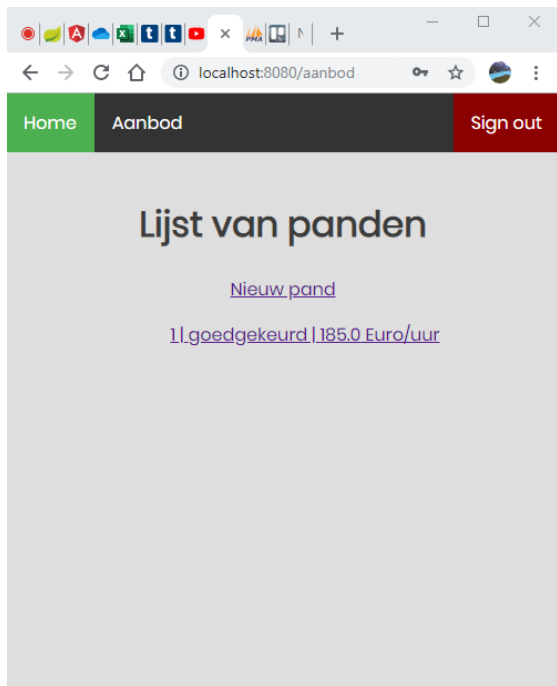 localhost:8080/aanbod
Home Aanbod Sign out
Lijst van panden
Nieuw pand
1 | goedgekeurd | 185.0 Euro/uur